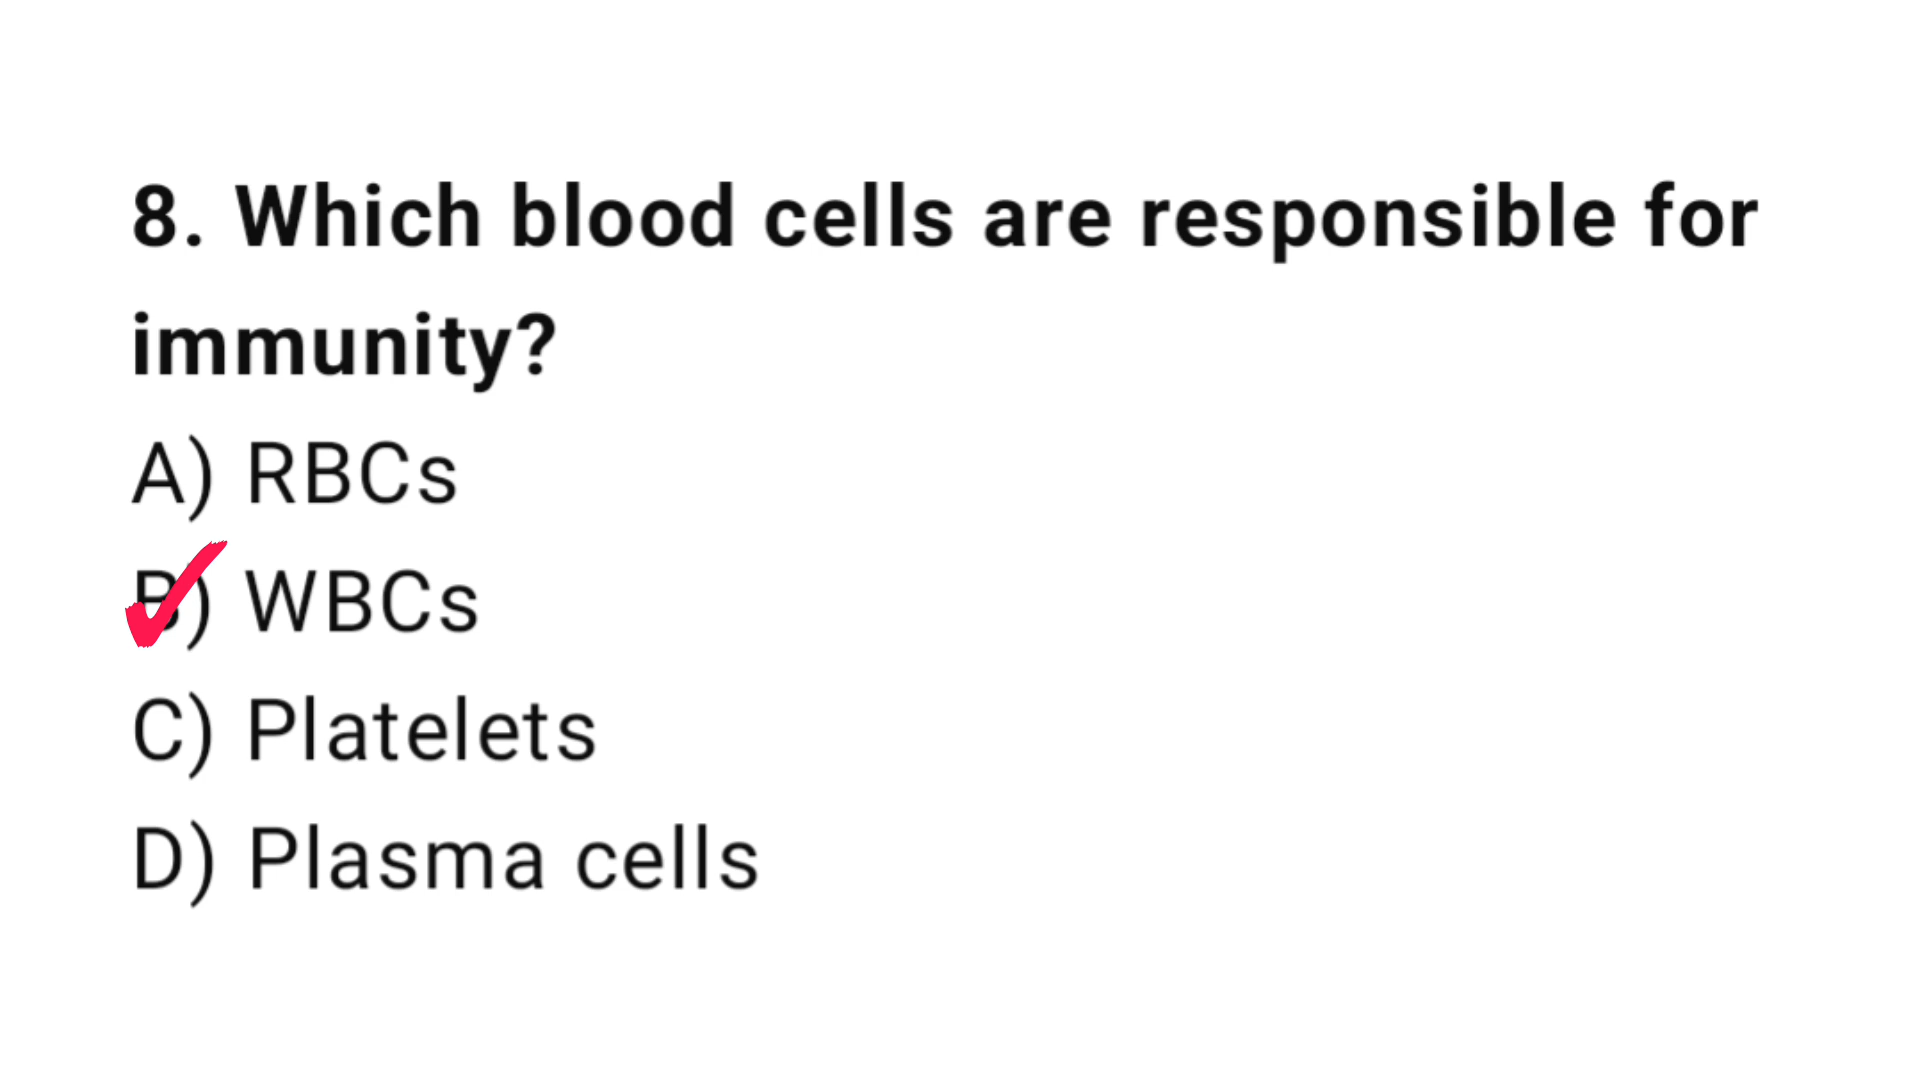 8. Which blood cells are responsible for
immunity?
A) RBCs
B) WBCs
C) Platelets
D) Plasma cells